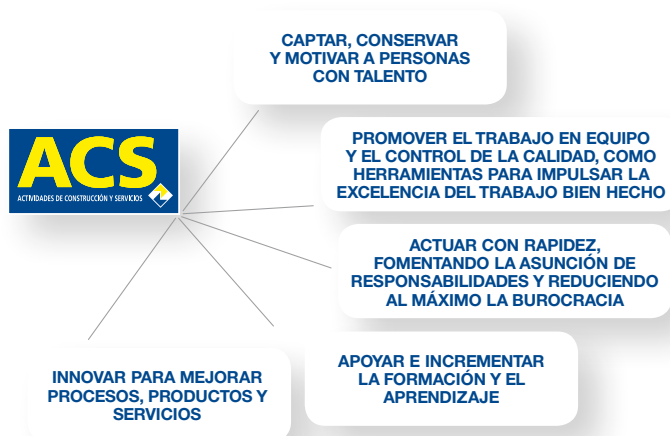 CAPTAR, CONSERVAR
Y MOTIVAR A PERSONAS
CON TALENTO
ACS
ACTIVIDADES DE CONSTRUCCIÓN Y SERVICIOS
PROMOVER EL TRABAJO EN EQUIPO
Y EL CONTROL DE LA CALIDAD, COMO
HERRAMIENTAS PARA IMPULSAR LA
EXCELENCIA DEL TRABAJO BIEN HECHO
ACTUAR CON RAPIDEZ,
FOMENTANDO LA ASUNCIÓN DE
RESPONSABILIDADES Y REDUCIENDO
AL MÁXIMO LA BUROCRACIA
APOYAR E INCREMENTAR
LA FORMACIÓN Y EL
APRENDIZAJE
INNOVAR PARA MEJORAR
PROCESOS, PRODUCTOS Y
SERVICIOS